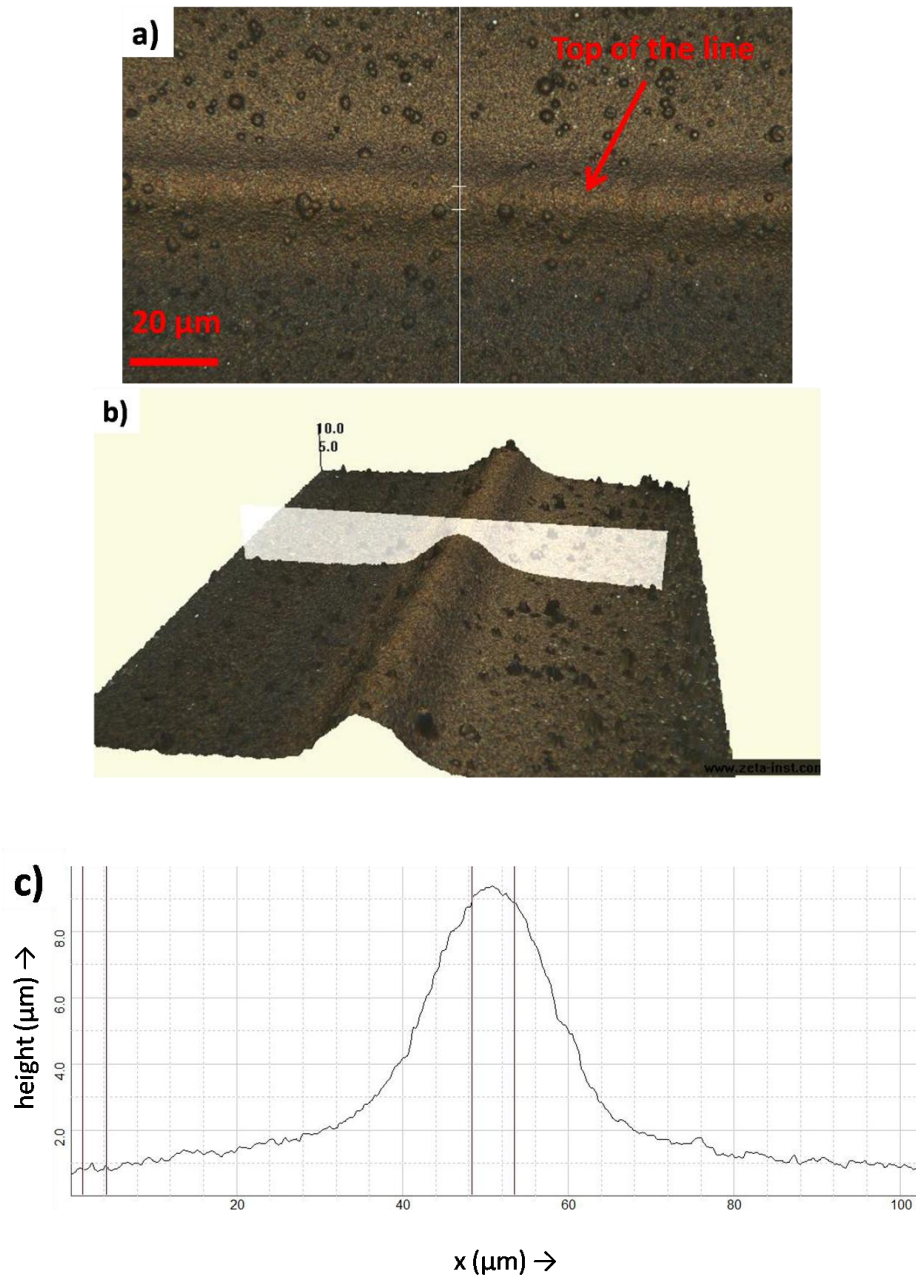 a)
Top of the line
20 µm
b)
10.0
5.0
www.zeta-inst.com
c)
height (µm) →
8.0
6.0
4.0
2.0
20
40
60
80
100
x (µm) →